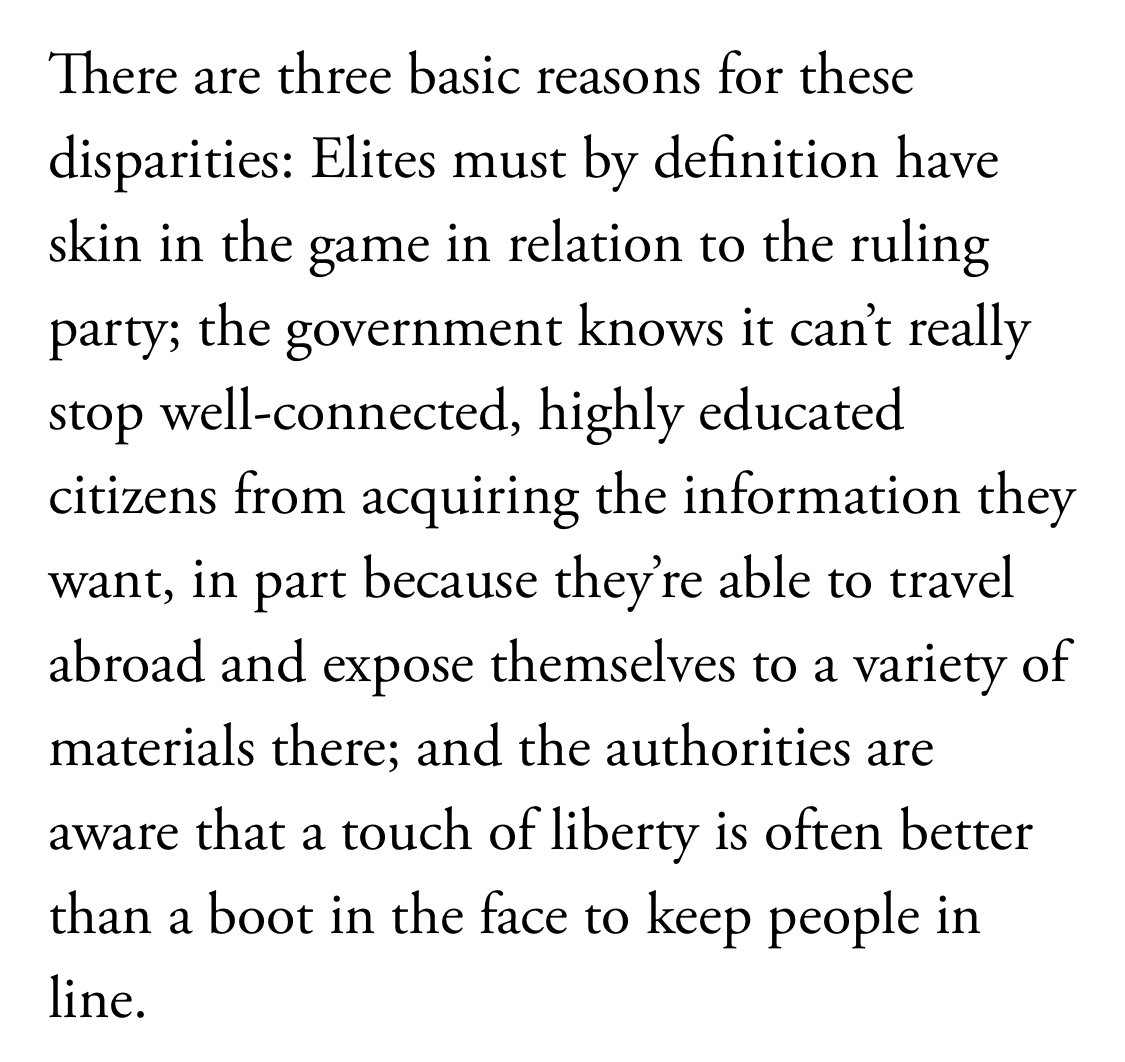 There are three basic reasons for these
disparities: Elites must by definition have
skin in the game in relation to the ruling
party; the government knows it can’t really
stop well-connected, highly educated
citizens from acquiring the information they
want, in part because they’re able to travel
abroad and expose themselves to a variety of
materials there; and the authorities are
aware that a touch of liberty is often better
than a boot in the face to keep people in
line.